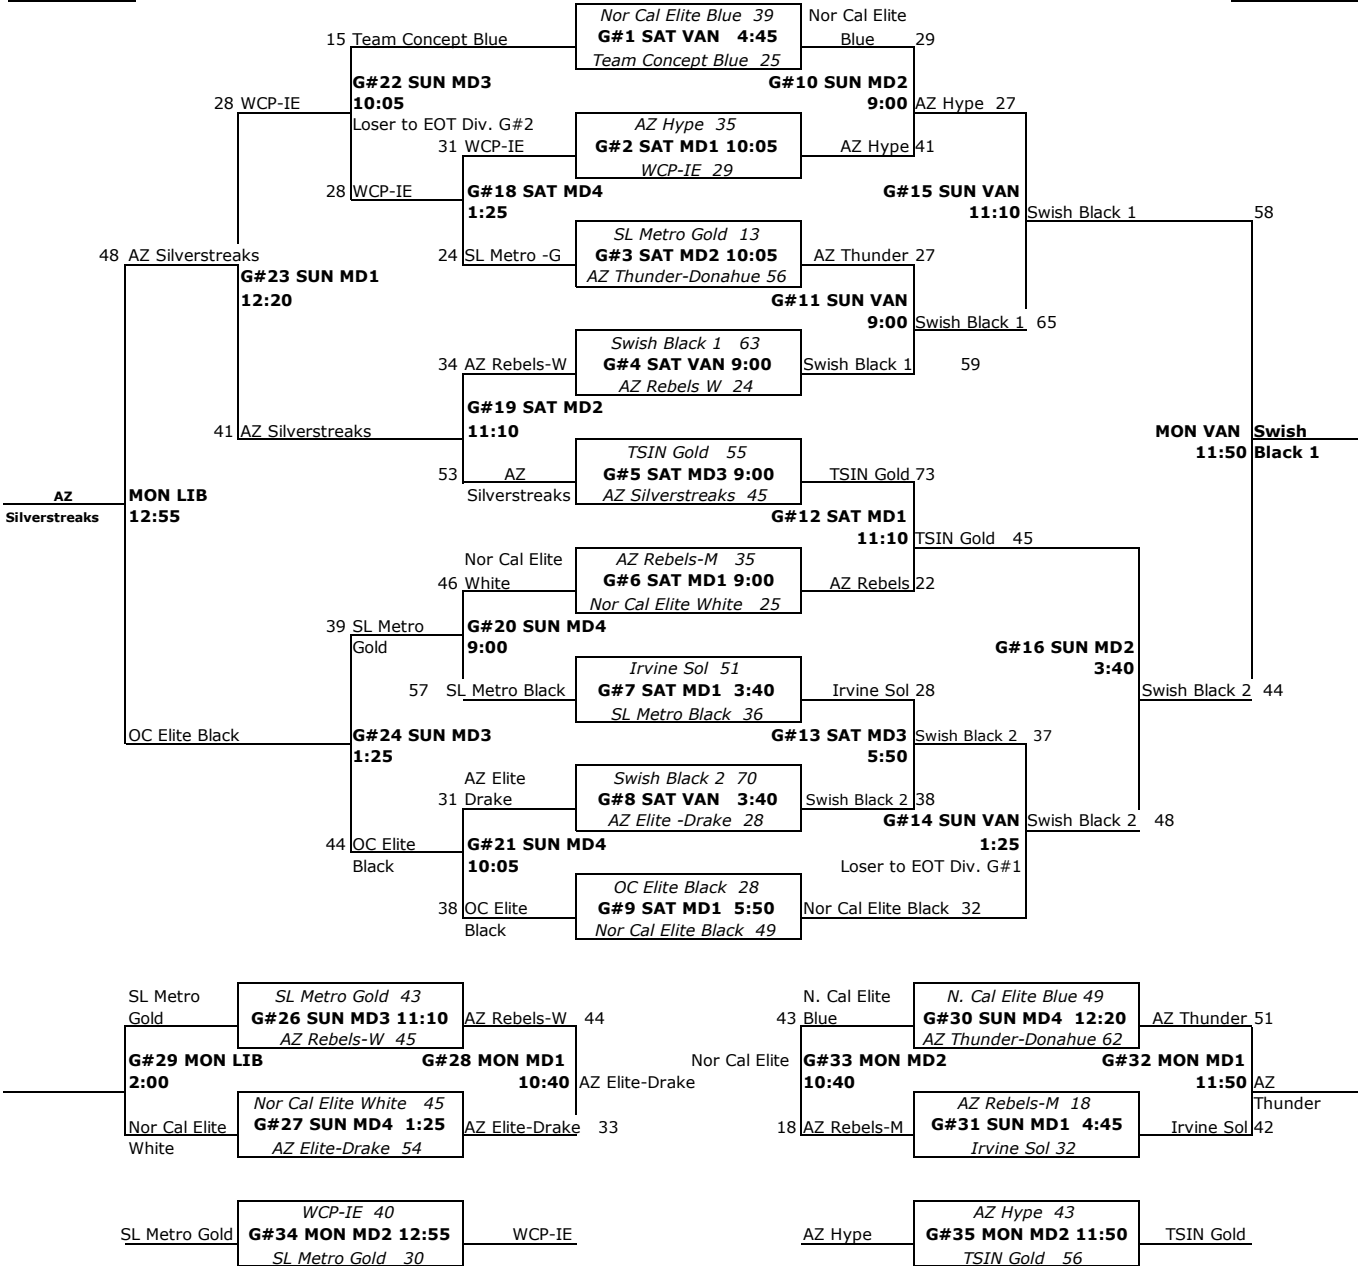 Nor Cal Elite Blue 39
Nor Cal Elite
15 Team Concept Blue
G#1 SAT VAN 4:45
Blue 29
Team Concept Blue 25
G#22 SUN MD3
G#10 SUN MD2
28 WCP-IE
10:05
9:00 AZ Hype 27
Loser to EOT Div. G#2
AZ Hype 35
31 WCP-IE
G#2 SAT MD1 10:05
AZ Hype 41
WCP-IE 29
28 WCP-IE
G#18 SAT MD4
G#15 SUN VAN
1:25
11:10 Swish Black 1 58
SL Metro Gold 13
48 AZ Silverstreaks
24 SL Metro -G
G#3 SAT MD2 10:05
AZ Thunder 27
G#23 SUN MD1
AZ Thunder-Donahue 56
12:20
G#11 SUN VAN
9:00 Swish Black 1 65
Swish Black 1 63
34 AZ Rebels-W
G#4 SAT VAN 9:00
Swish Black 1 59
AZ Rebels W 24
G#19 SAT MD2
41 AZ Silverstreaks
11:10
MON VAN Swish
TSIN Gold 55
11:50 Black 1
53 AZ
G#5 SAT MD3 9:00
TSIN Gold 73
AZ
MON LIB
Silverstreaks
AZ Silverstreaks 45
Silverstreaks
12:55
G#12 SAT MD1
11:10 TSIN Gold 45
Nor Cal Elite
AZ Rebels-M 35
46 White
G#6 SAT MD1 9:00
AZ Rebels 22
Nor Cal Elite White 25
39 SL Metro
G#20 SUN MD4
Gold
9:00
G#16 SUN MD2
Irvine Sol 51
3:40
57 SL Metro Black
G#7 SAT MD1 3:40
Irvine Sol 28
Swish Black 2 44
SL Metro Black 36
OC Elite Black
G#24 SUN MD3
G#13 SAT MD3 Swish Black 2 37
1:25
5:50
AZ Elite
Swish Black 2 70
31 Drake
G#8 SAT VAN 3:40
Swish Black 2 38
AZ Elite -Drake 28
G#14 SUN VAN Swish Black 2 48
44 OC Elite
G#21 SUN MD4
1:25
Black
10:05
Loser to EOT Div. G#1
OC Elite Black 28
38 OC Elite
G#9 SAT MD1 5:50
Nor Cal Elite Black 32
Black
Nor Cal Elite Black 49
SL Metro
SL Metro Gold 43
N. Cal Elite
N. Cal Elite Blue 49
Gold
G#26 SUN MD3 11:10
AZ Rebels-W 44
43 Blue
G#30 SUN MD4 12:20
AZ Thunder 51
AZ Rebels-W 45
AZ Thunder-Donahue 62
G#29 MON LIB
G#28 MON MD1
Nor Cal Elite
G#33 MON MD2
G#32 MON MD1
2:00
10:40 AZ Elite-Drake
10:40
11:50 AZ
Nor Cal Elite White 45
AZ Rebels-M 18
Thunder
Nor Cal Elite
G#27 SUN MD4 1:25
AZ Elite-Drake 33
18 AZ Rebels-M
G#31 SUN MD1 4:45
Irvine Sol 42
White
AZ Elite-Drake 54
Irvine Sol 32
WCP-IE 40
AZ Hype 43
SL Metro Gold
G#34 MON MD2 12:55
WCP-IE
AZ Hype
G#35 MON MD2 11:50
TSIN Gold
SL Metro Gold 30
TSIN Gold 56